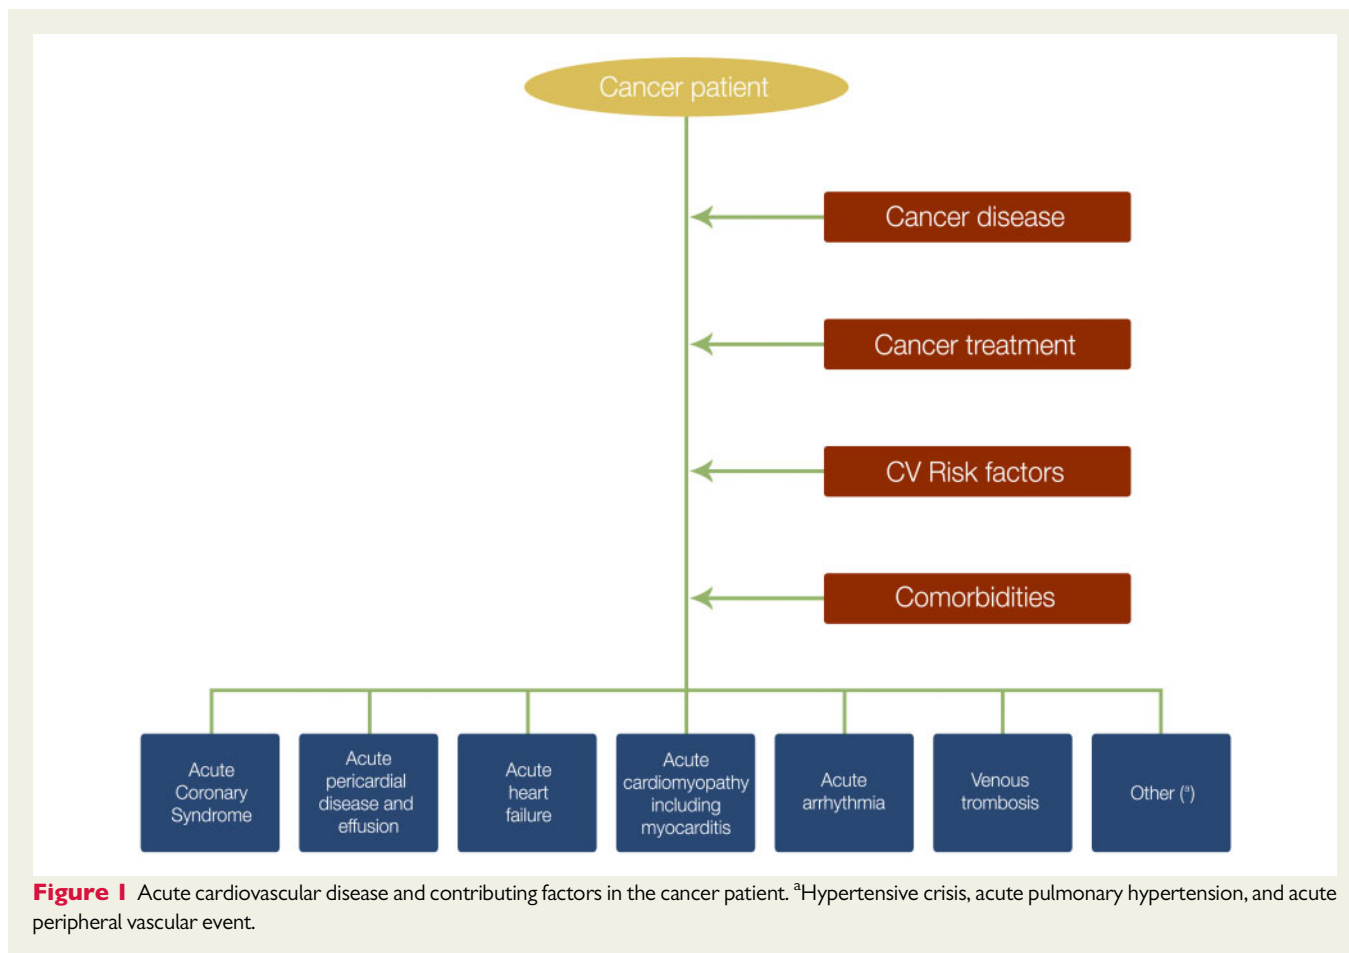 Cancer patient
Cancer disease
Cancer treatment
CV Risk factors
Comorbidities
Acute
Coronary
Syndrome
Acute
pericardial
disease and
effusion
Acute
heart
failure
Acute
cardiomyopathy
including
myocarditis
Acute
arrhythmia
Venous
trombosis
Other (ᵃ)
Figure 1 Acute cardiovascular disease and contributing factors in the cancer patient. ᵃHypertensive crisis, acute pulmonary hypertension, and acute
peripheral vascular event.